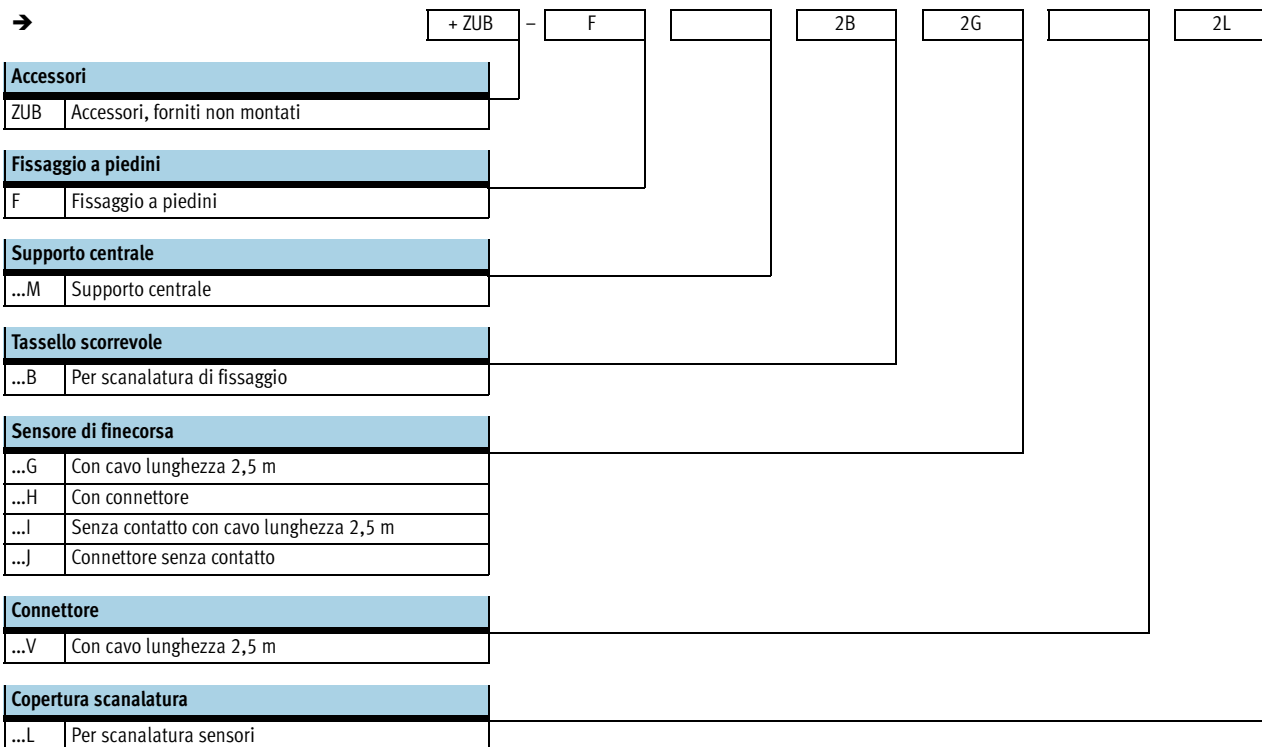 ➔ + ZUB – F 2B 2G 2L
Accessori
ZUB Accessori, forniti non montati
Fissaggio a piedini
F Fissaggio a piedini
Supporto centrale
...M Supporto centrale
Tassello scorrevole
...B Per scanalatura di fissaggio
Sensore di finecorsa
...G Con cavo lunghezza 2,5 m
...H Con connettore
...I Senza contatto con cavo lunghezza 2,5 m
...J Connettore senza contatto
Connettore
...V Con cavo lunghezza 2,5 m
Copertura scanalatura
...L Per scanalatura sensori